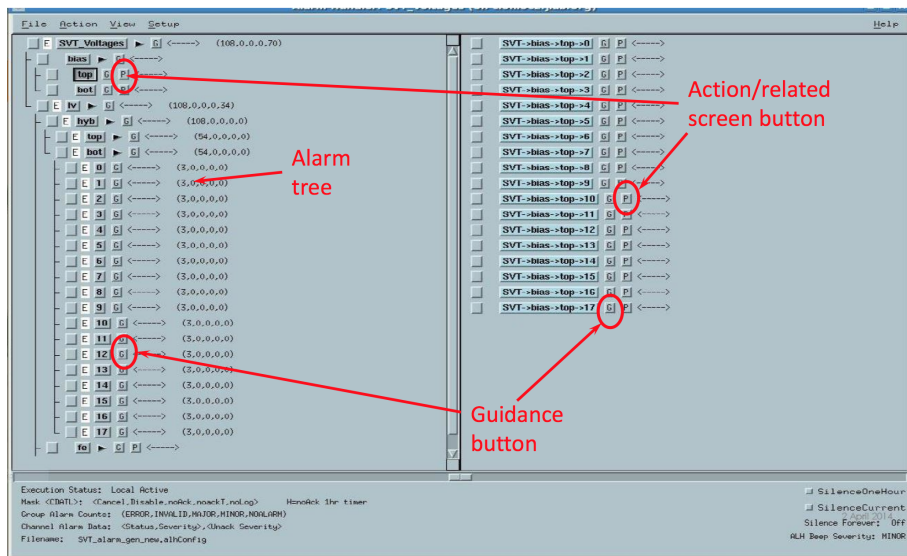 File Action View Setup Help
E SVT_Voltages G <-----> (108,0,0,0,70)
bias G <----->
top G P <----->
bot G P <----->
E lv G <-----> (108,0,0,0,34)
E hyb G <-----> (108,0,0,0,0)
E top G <-----> (54,0,0,0,0)
E bot G <-----> (54,0,0,0,0)
E 0 G <-----> (3,0,0,0,0)
E 1 G <-----> (3,0,0,0,0)
E 2 G <-----> (3,0,0,0,0)
E 3 G <-----> (3,0,0,0,0)
E 4 G <-----> (3,0,0,0,0)
E 5 G <-----> (3,0,0,0,0)
E 6 G <-----> (3,0,0,0,0)
E 7 G <-----> (3,0,0,0,0)
E 8 G <-----> (3,0,0,0,0)
E 9 G <-----> (3,0,0,0,0)
E 10 G <-----> (3,0,0,0,0)
E 11 G <-----> (3,0,0,0,0)
E 12 G <-----> (3,0,0,0,0)
E 13 G <-----> (3,0,0,0,0)
E 14 G <-----> (3,0,0,0,0)
E 15 G <-----> (3,0,0,0,0)
E 16 G <-----> (3,0,0,0,0)
E 17 G <-----> (3,0,0,0,0)
fe G P <----->
Alarm
tree
SVT->bias->top->0 G P <----->
SVT->bias->top->1 G P <----->
SVT->bias->top->2 G P <----->
SVT->bias->top->3 G P <----->
SVT->bias->top->4 G P <----->
SVT->bias->top->5 G P <----->
SVT->bias->top->6 G P <----->
SVT->bias->top->7 G P <----->
SVT->bias->top->8 G P <----->
SVT->bias->top->9 G P <----->
SVT->bias->top->10 G P <----->
SVT->bias->top->11 G P <----->
SVT->bias->top->12 G P <----->
SVT->bias->top->13 G P <----->
SVT->bias->top->14 G P <----->
SVT->bias->top->15 G P <----->
SVT->bias->top->16 G P <----->
SVT->bias->top->17 G P <----->
Action/related
screen button
Guidance
button
Execution Status: Local Active
Mask <CDATL>: <Cancel,Disable,noAck,noackT,noLog> H=noAck 1hr timer
Group Alarm Counts: (ERROR,INVALID,MAJOR,MINOR,NOALARM)
Channel Alarm Data: <Status,Severity>,<Unack Severity>
Filename: SVT_alarm_gen_new.alhConfig
SilenceOneHour
SilenceCurrent
2 April 2014
Silence Forever: Off
ALH Beep Severity: MINOR